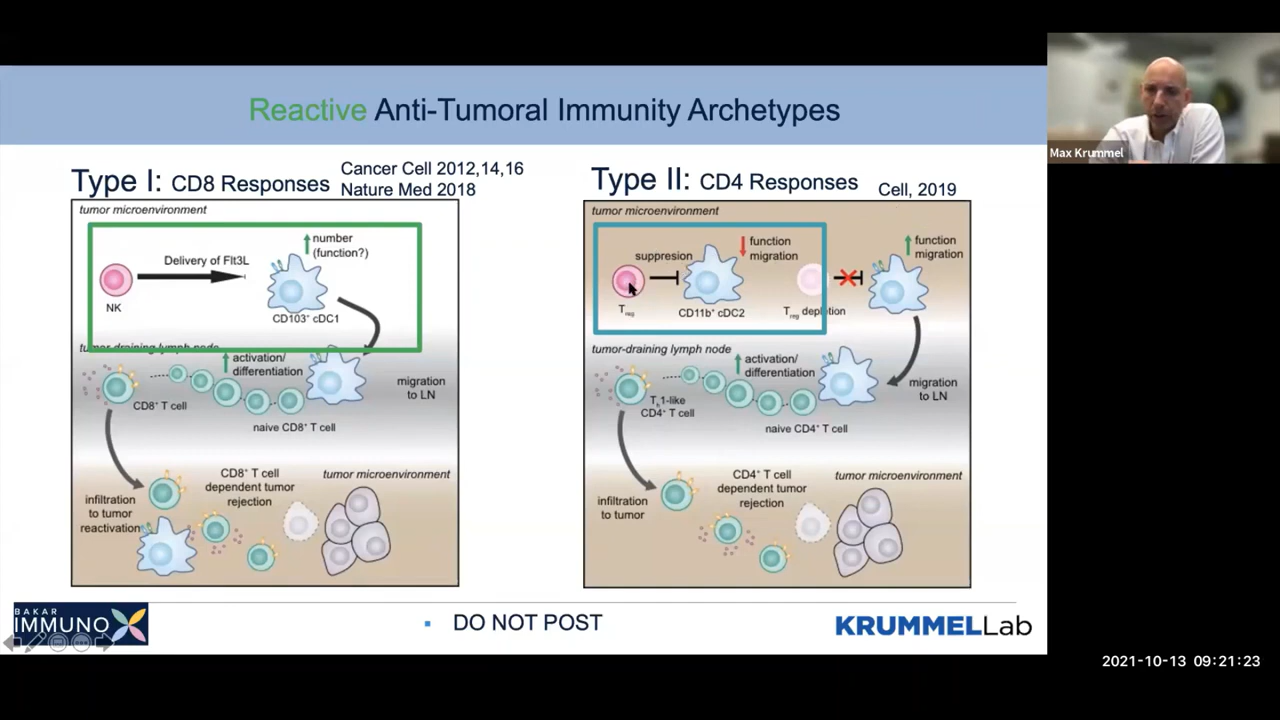 Reactive Anti-Tumoral Immunity Archetypes
Max Krummel
Type I: CD8 Responses
Cancer Cell 2012,14,16
Nature Med 2018
tumor microenvironment
Delivery of Flt3L
number
(function?)
NK
CD103⁺ cDC1
tumor-draining lymph node
activation/
differentiation
CD8⁺ T cell
naive CD8⁺ T cell
migration
to LN
CD8⁺ T cell
dependent tumor
rejection
tumor microenvironment
infiltration
to tumor
reactivation
Type II: CD4 Responses
Cell, 2019
tumor microenvironment
suppresion
function
migration
function
migration
Treg
CD11b⁺ cDC2
Treg depletion
tumor-draining lymph node
activation/
differentiation
Th1-like
CD4⁺ T cell
naive CD4⁺ T cell
migration
to LN
CD4⁺ T cell
dependent tumor
rejection
tumor microenvironment
infiltration
to tumor
BAKAR
IMMUNO
▪ DO NOT POST
KRUMMELLab
2021-10-13 09:21:23